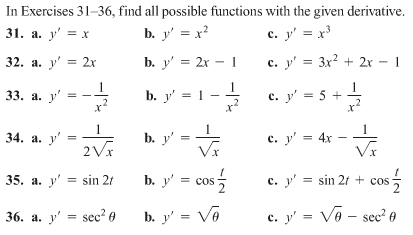 In Exercises 31–36, find all possible functions with the given derivative.
31. a. y′ = x b. y′ = x² c. y′ = x³
32. a. y′ = 2x b. y′ = 2x − 1 c. y′ = 3x² + 2x − 1
33. a. y′ = −1/x² b. y′ = 1 − 1/x² c. y′ = 5 + 1/x²
34. a. y′ = 1/(2√x) b. y′ = 1/√x c. y′ = 4x − 1/√x
35. a. y′ = sin 2t b. y′ = cos t/2 c. y′ = sin 2t + cos t/2
36. a. y′ = sec² θ b. y′ = √θ c. y′ = √θ − sec² θ